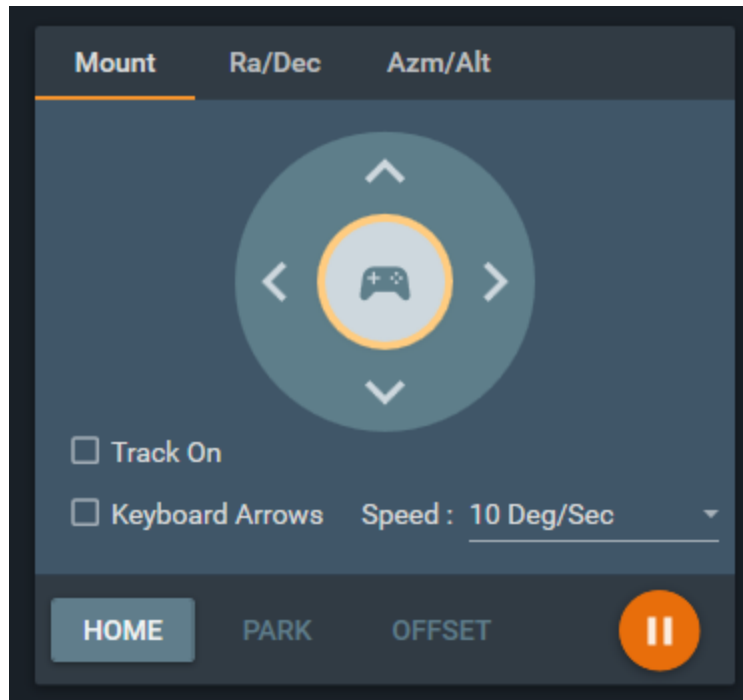 Mount Ra/Dec Azm/Alt
Track On
Keyboard Arrows Speed : 10 Deg/Sec
HOME PARK OFFSET